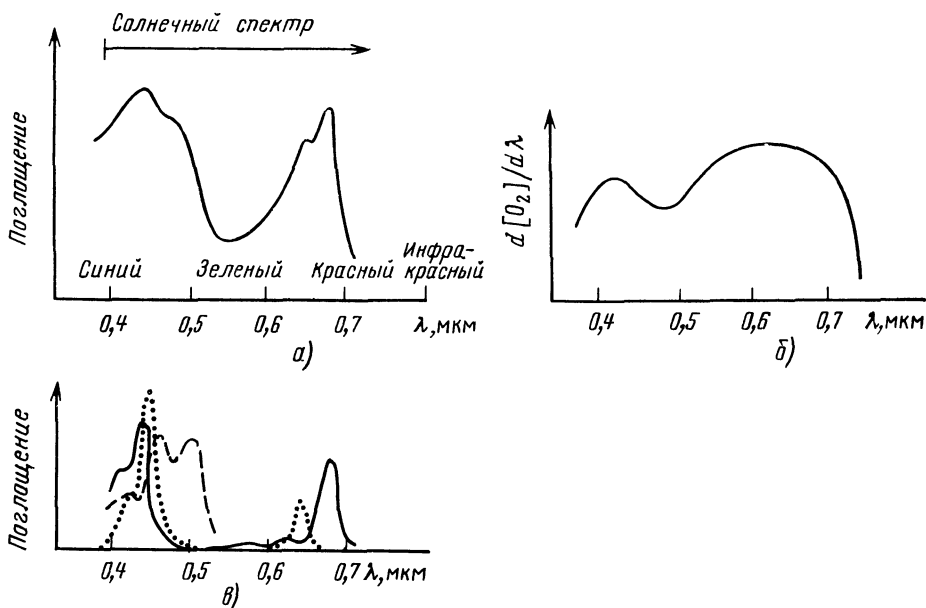 Солнечный спектр
Поглощение
Синий
Зеленый
Красный
Инфра-
красный
0,4 0,5 0,6 0,7 λ, мкм
а)
d[O₂]/dλ
0,4 0,5 0,6 0,7 λ, мкм
б)
Поглощение
0,4 0,5 0,6 0,7 λ, мкм
в)